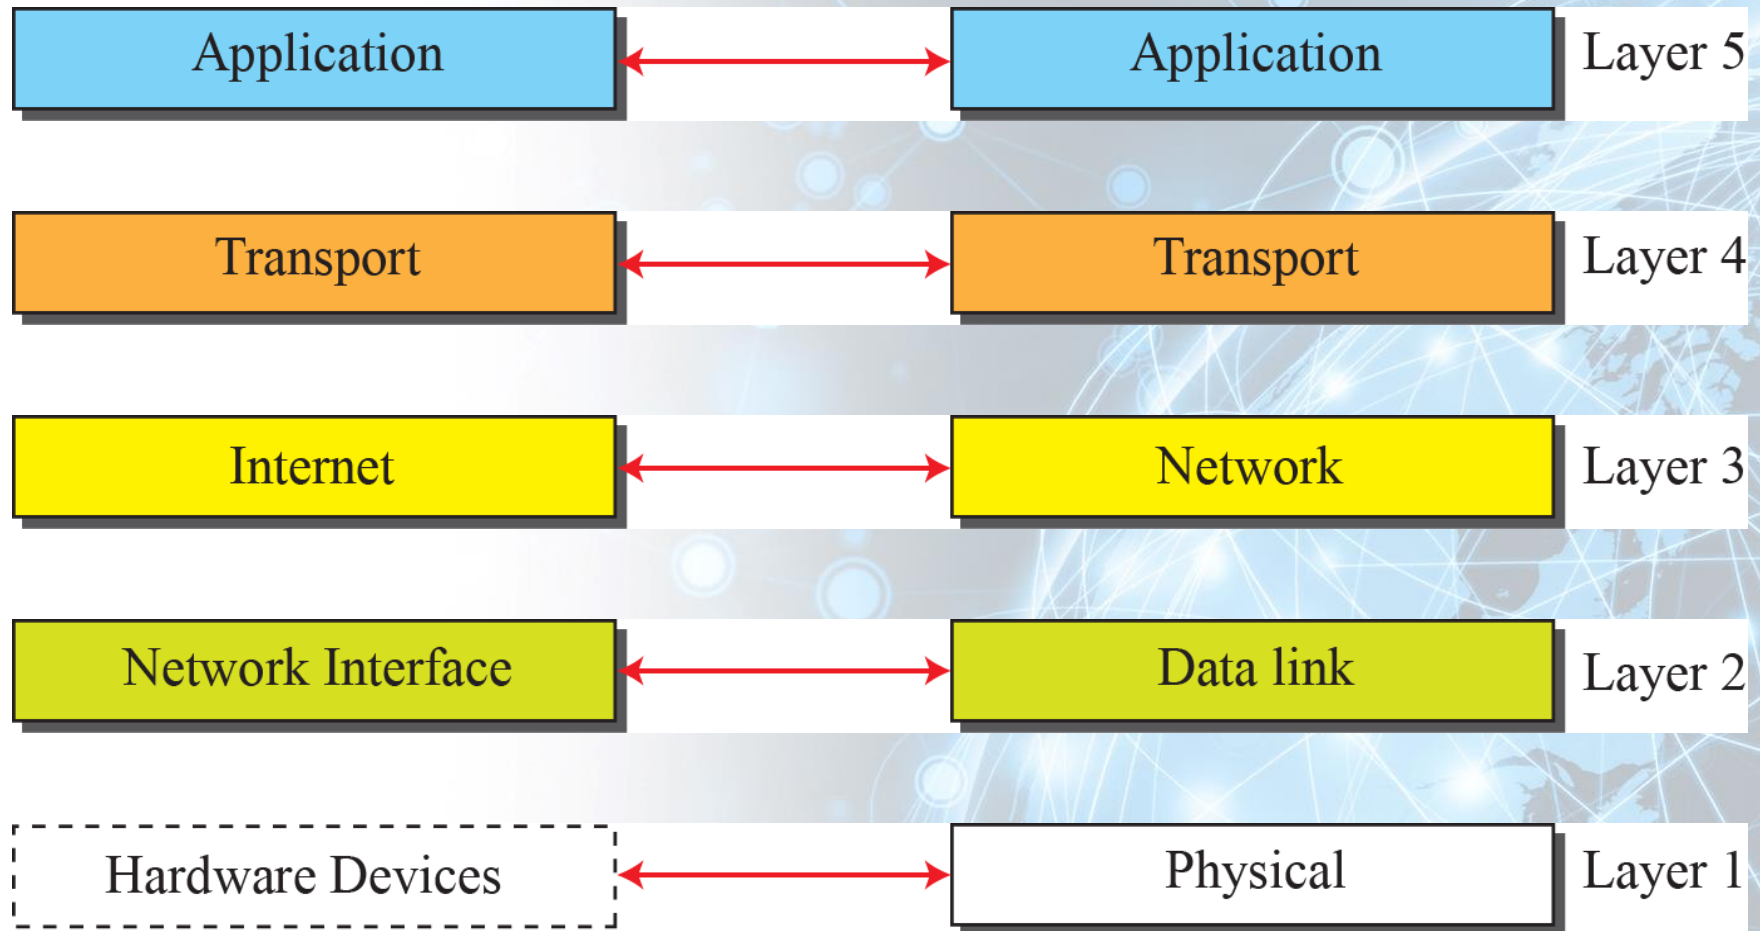 Application Application Layer 5
Transport Transport Layer 4
Internet Network Layer 3
Network Interface Data link Layer 2
Hardware Devices Physical Layer 1